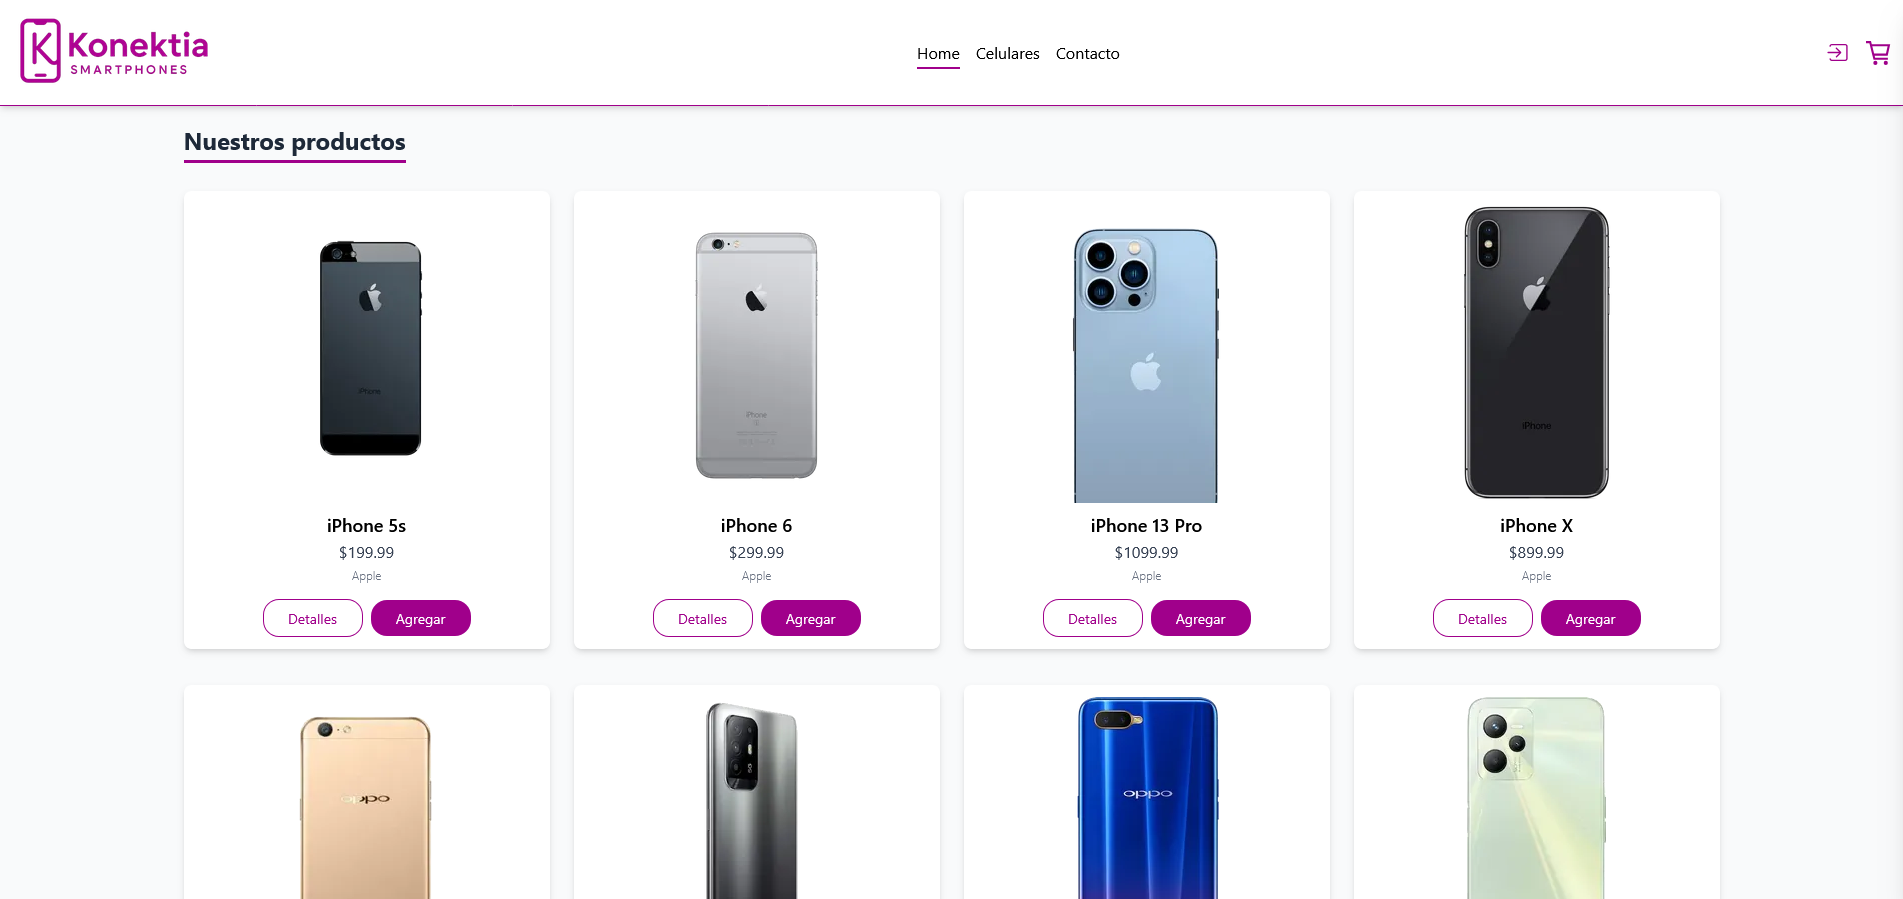 Konektia
SMARTPHONES
Home Celulares Contacto
Nuestros productos
iPhone
iPhone
iPhone
iPhone 5s
$199.99
Apple
Detalles Agregar
iPhone 6
$299.99
Apple
Detalles Agregar
iPhone 13 Pro
$1099.99
Apple
Detalles Agregar
iPhone X
$899.99
Apple
Detalles Agregar
oppo
5G
oppo